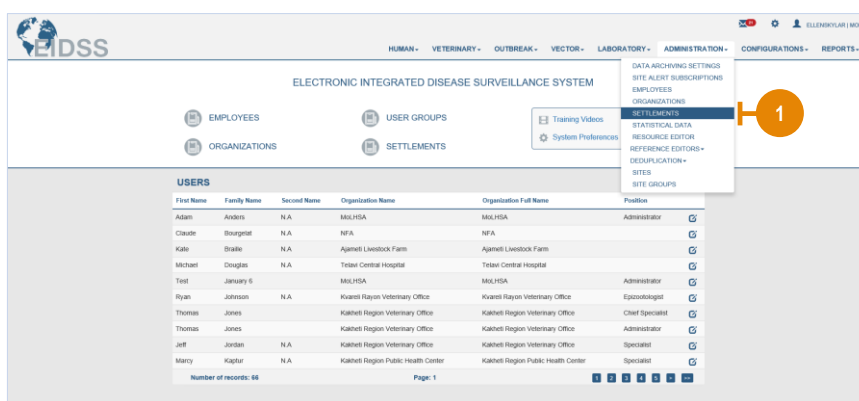 EIDSS
ELLENSKYLAR | MO
HUMAN VETERINARY OUTBREAK VECTOR LABORATORY ADMINISTRATION CONFIGURATIONS REPORTS
DATA ARCHIVING SETTINGS
SITE ALERT SUBSCRIPTIONS
EMPLOYEES
ORGANIZATIONS
SETTLEMENTS
STATISTICAL DATA
RESOURCE EDITOR
REFERENCE EDITORS
DEDUPLICATION
SITES
SITE GROUPS
1
ELECTRONIC INTEGRATED DISEASE SURVEILLANCE SYSTEM
EMPLOYEES USER GROUPS Training Videos
System Preferences
ORGANIZATIONS SETTLEMENTS
USERS
First Name Family Name Second Name Organization Name Organization Full Name Position
Adam Anders N.A MoLHSA MoLHSA Administrator
Claude Bourgelat N.A NFA NFA
Kate Braille N.A Ajameti Livestock Farm Ajameti Livestock Farm
Michael Douglas N.A Telavi Central Hospital Telavi Central Hospital
Test January 6 MoLHSA MoLHSA Administrator
Ryan Johnson N.A Kvareli Rayon Veterinary Office Kvareli Rayon Veterinary Office Epizootologist
Thomas Jones Kakheti Region Veterinary Office Kakheti Region Veterinary Office Chief Specialist
Thomas Jones Kakheti Region Veterinary Office Kakheti Region Veterinary Office Administrator
Jeff Jordan N.A Kakheti Region Veterinary Office Kakheti Region Veterinary Office Specialist
Marcy Kaptur N.A Kakheti Region Public Health Center Kakheti Region Public Health Center Specialist
Number of records: 66 Page: 1 1 2 3 4 5 > >>